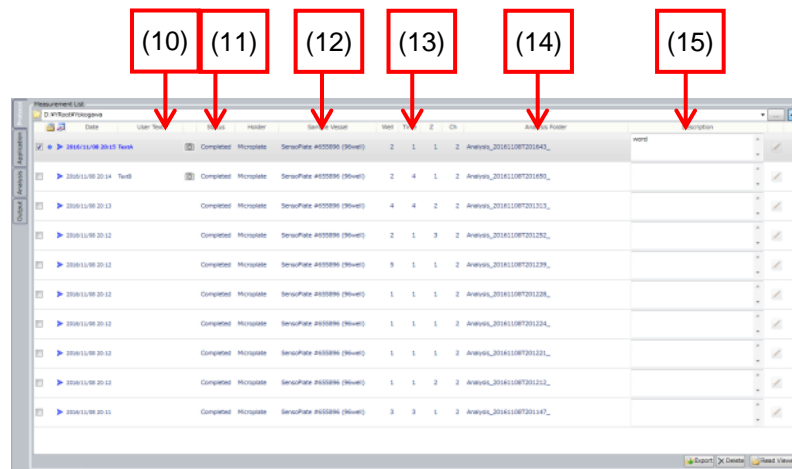 (10) (11) (12) (13) (14) (15)
Measurement List
D:¥YRoot¥Yokogawa
Date User Text Status Holder Sample Vessel Well Time Z Ch Analysis Folder Description
2016/11/08 20:15 TextA Completed Microplate SensoPlate #655896 (96well) 2 1 1 2 Analysis_20161108T201643_ word
2016/11/08 20:14 TextB Completed Microplate SensoPlate #655896 (96well) 2 4 1 2 Analysis_20161108T201650_
2016/11/08 20:13 Completed Microplate SensoPlate #655896 (96well) 4 4 2 2 Analysis_20161108T201313_
2016/11/08 20:12 Completed Microplate SensoPlate #655896 (96well) 2 1 3 2 Analysis_20161108T201252_
2016/11/08 20:12 Completed Microplate SensoPlate #655896 (96well) 1 1 2 Analysis_20161108T201239_
2016/11/08 20:12 Completed Microplate SensoPlate #655896 (96well) 1 1 1 2 Analysis_20161108T201228_
2016/11/08 20:12 Completed Microplate SensoPlate #655896 (96well) 1 1 1 2 Analysis_20161108T201224_
2016/11/08 20:12 Completed Microplate SensoPlate #655896 (96well) 1 1 1 2 Analysis_20161108T201221_
2016/11/08 20:12 Completed Microplate SensoPlate #655896 (96well) 1 1 2 2 Analysis_20161108T201212_
2016/11/08 20:11 Completed Microplate SensoPlate #655896 (96well) 3 3 1 2 Analysis_20161108T201147_
Application
Analysis
Output
Export Delete Read Viewe